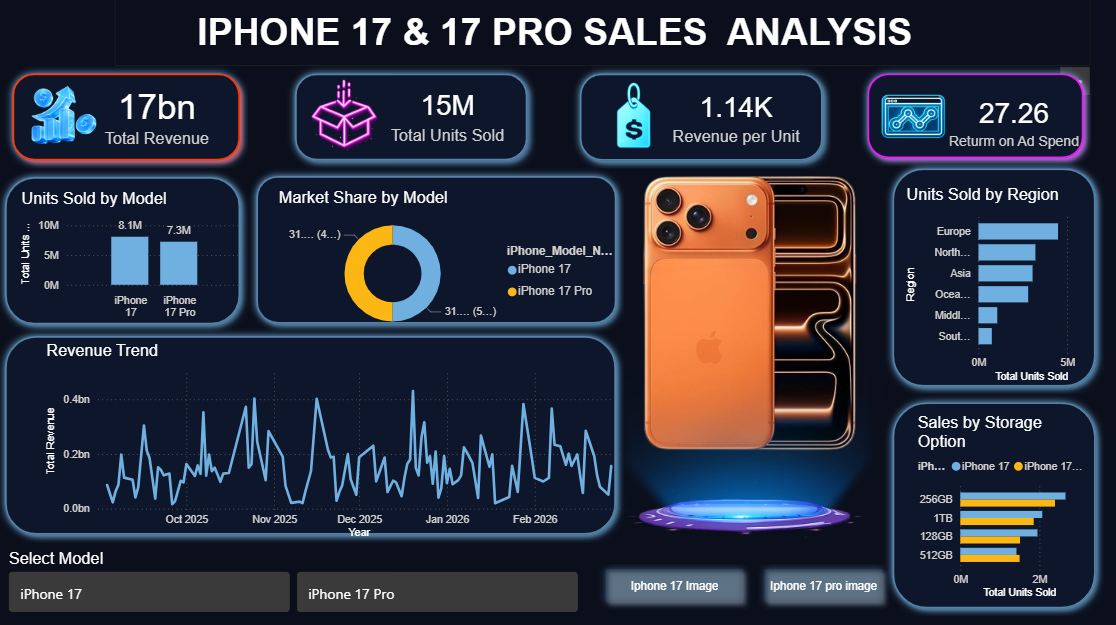 IPHONE 17 & 17 PRO SALES ANALYSIS
17bn
Total Revenue
15M
Total Units Sold
$
1.14K
Revenue per Unit
27.26
Return on Ad Spend
Units Sold by Model
Total Units ...
10M
5M
0M
8.1M
7.3M
iPhone
17
iPhone
17 Pro
Market Share by Model
31.... (4...)
31.... (5...)
iPhone_Model_N...
iPhone 17
iPhone 17 Pro
Units Sold by Region
Region
Europe
North...
Asia
Ocea...
Middl...
Sout...
0M
5M
Total Units Sold
Revenue Trend
Total Revenue
0.4bn
0.2bn
0.0bn
Oct 2025
Nov 2025
Dec 2025
Jan 2026
Feb 2026
Year
Sales by Storage
Option
iPh...
iPhone 17
iPhone 17...
256GB
1TB
128GB
512GB
0M
2M
Total Units Sold
Select Model
iPhone 17
iPhone 17 Pro
Iphone 17 Image
Iphone 17 pro image